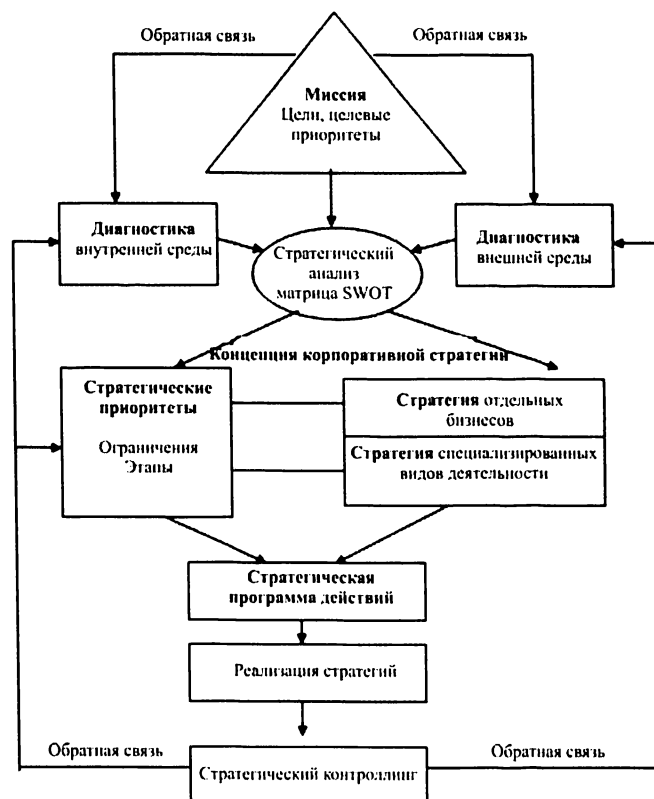 Обратная связь
Обратная связь
Миссия
Цели, целевые
приоритеты
Диагностика
внутренней среды
Стратегический
анализ
матрица SWOT
Диагностика
внешней среды
Концепция корпоративной стратегии
Стратегические
приоритеты
Ограничения
Этапы
Стратегия отдельных
бизнесов
Стратегия специализированных
видов деятельности
Стратегическая
программа действий
Реализация стратегий
Обратная связь
Обратная связь
Стратегический контроллинг